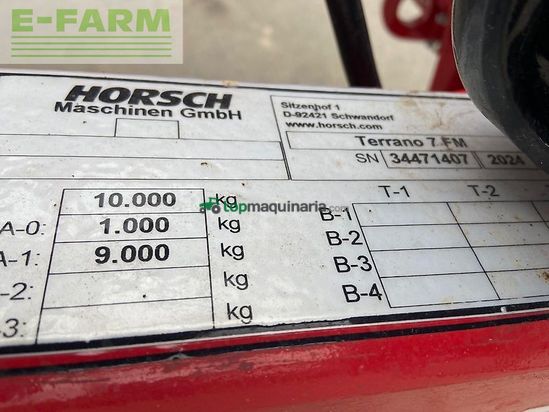 E-FARM
HORSCH
Maschinen GmbH
Sitzenhof 1
D-92421 Schwandorf
www.horsch.com
Terrano 7 FM
SN 34471407 2024
10.000 kg
A-0: 1.000 kg
A-1: 9.000 kg
-2: kg
3: kg
T-1 T-2
B-1
B-2
B-3
B-4
topmaquinaria.com